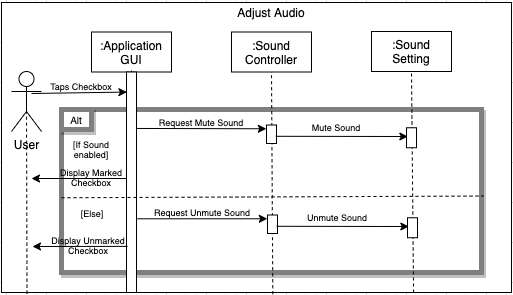 Adjust Audio
:Application
GUI
:Sound
Controller
:Sound
Setting
Taps Checkbox
User
Alt
Request Mute Sound
Mute Sound
[If Sound
enabled]
Display Marked
Checkbox
[Else]
Request Unmute Sound
Unmute Sound
Display Unmarked
Checkbox